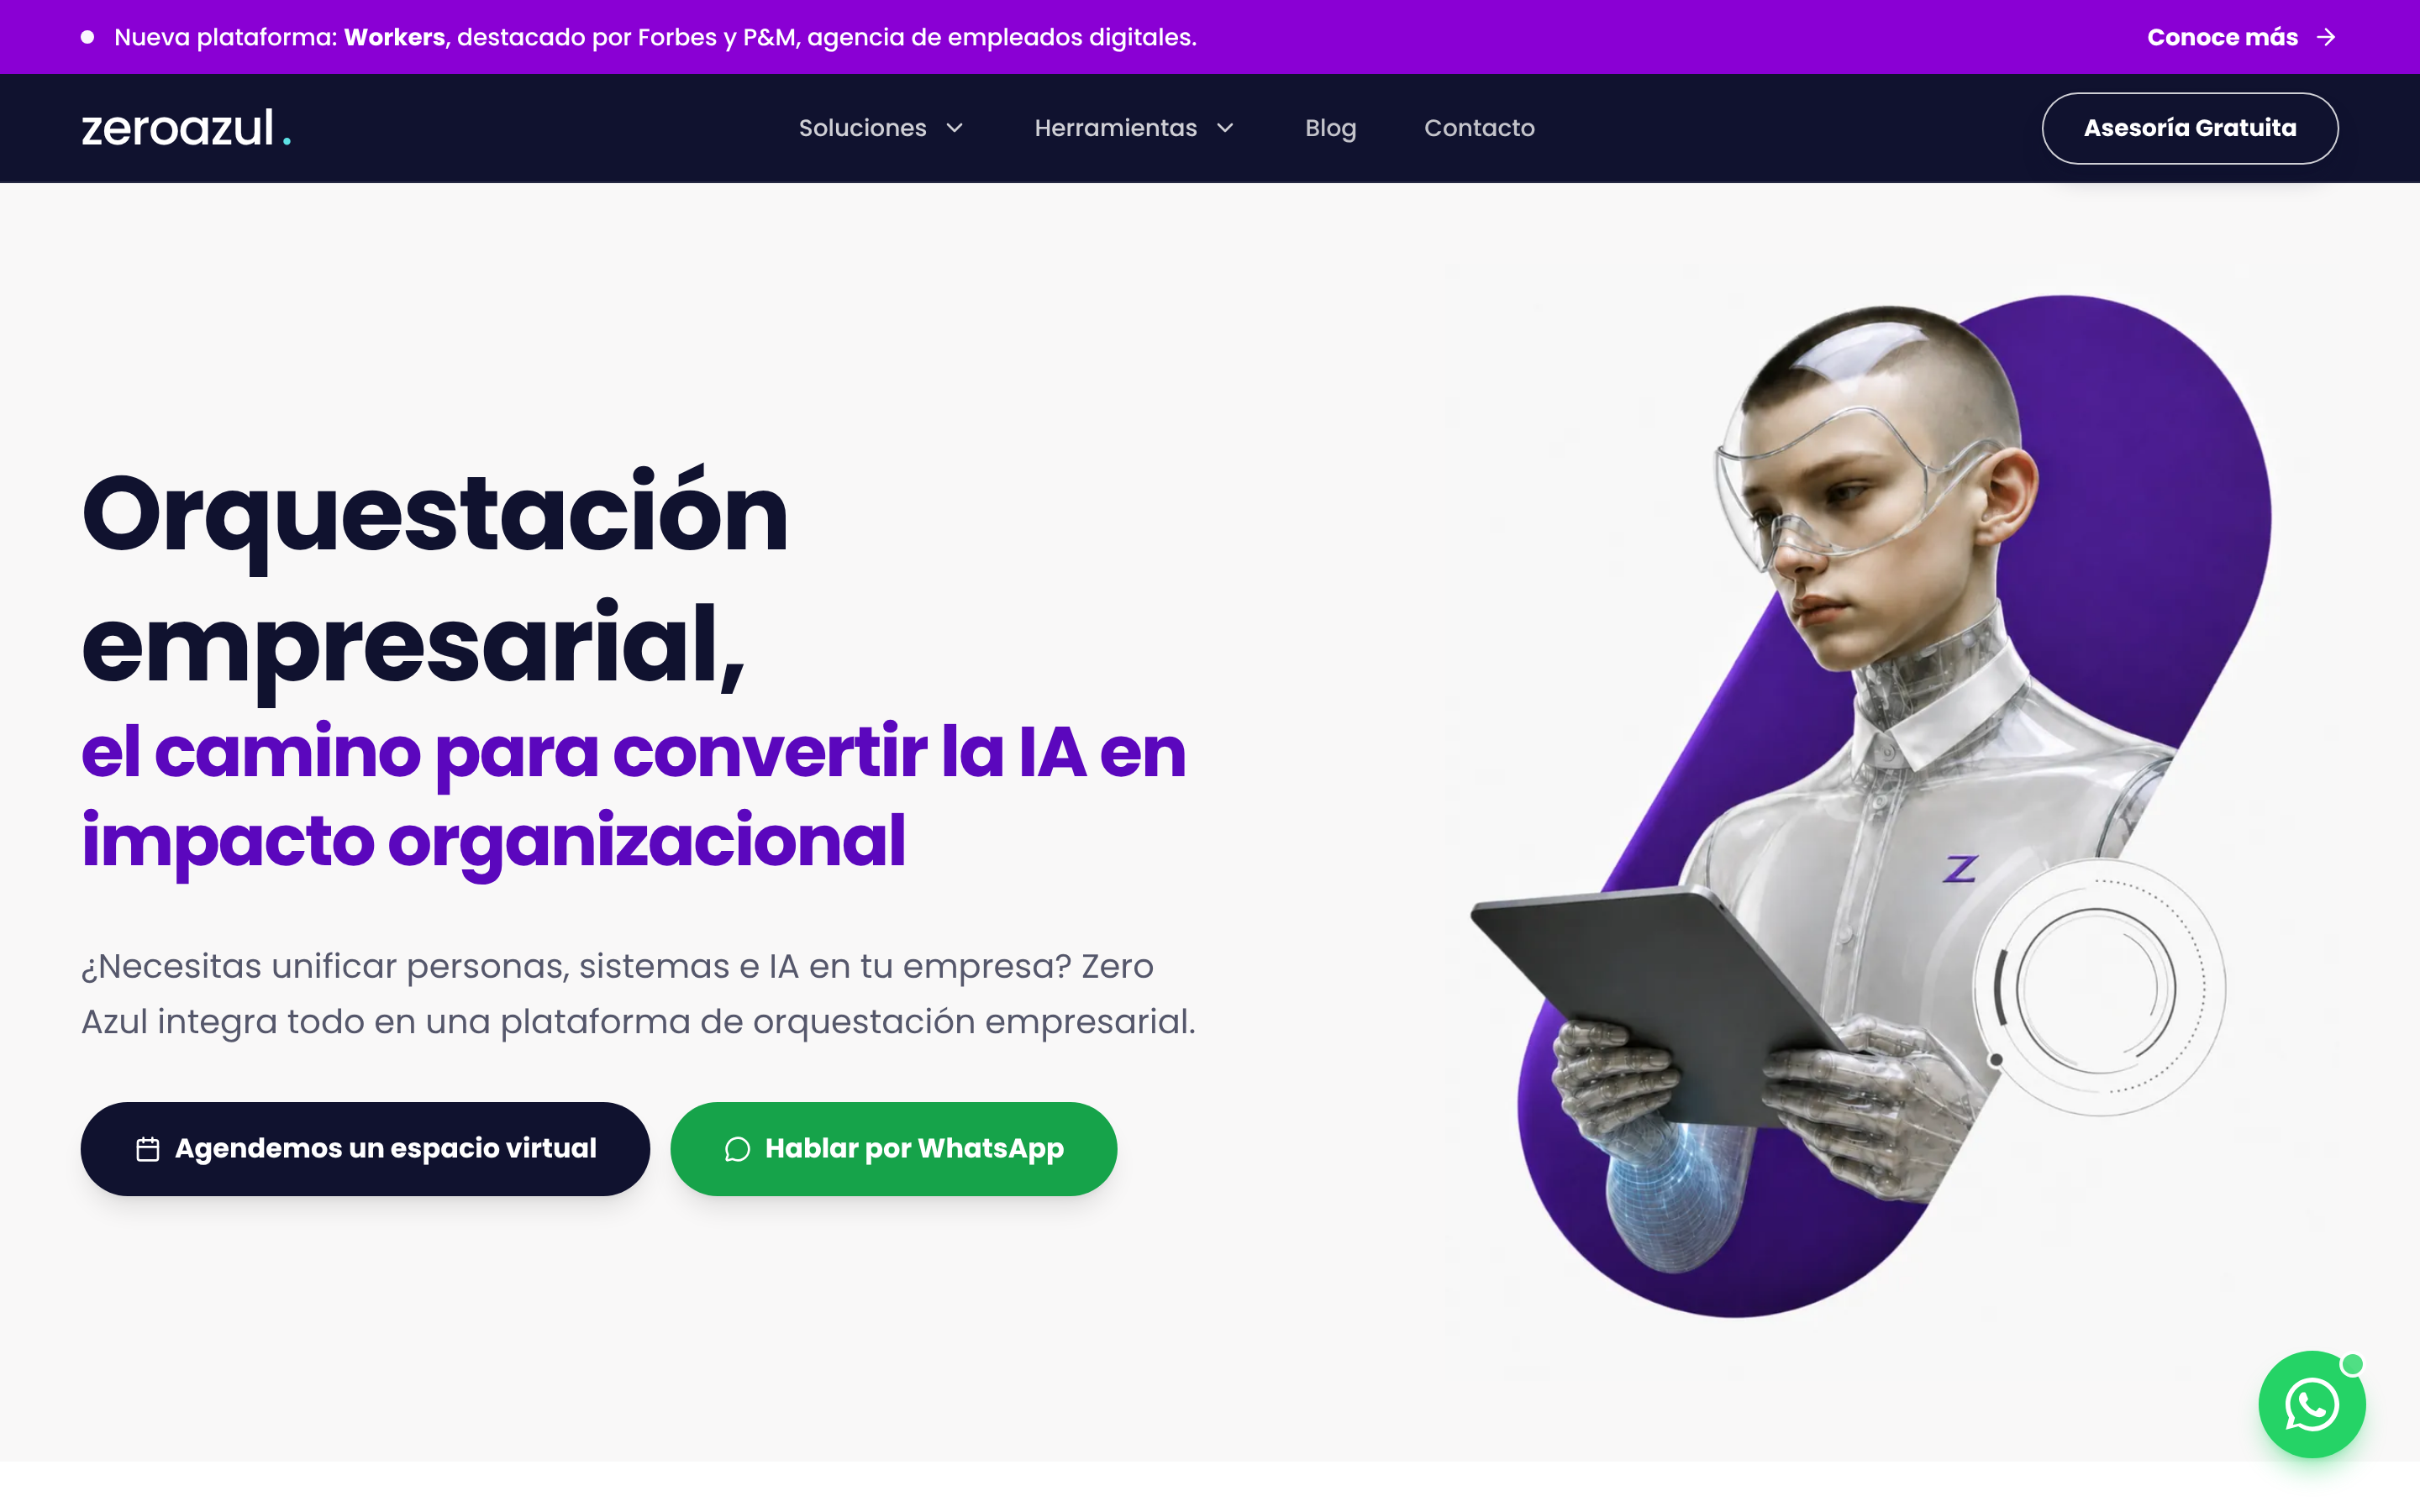 Nueva plataforma: Workers, destacado por Forbes y P&M, agencia de empleados digitales.
Conoce más
zeroazul.
Soluciones
Herramientas
Blog
Contacto
Asesoría Gratuita
Orquestación
empresarial,
el camino para convertir la IA en
impacto organizacional
¿Necesitas unificar personas, sistemas e IA en tu empresa? Zero
Azul integra todo en una plataforma de orquestación empresarial.
Agendemos un espacio virtual
Hablar por WhatsApp
Z